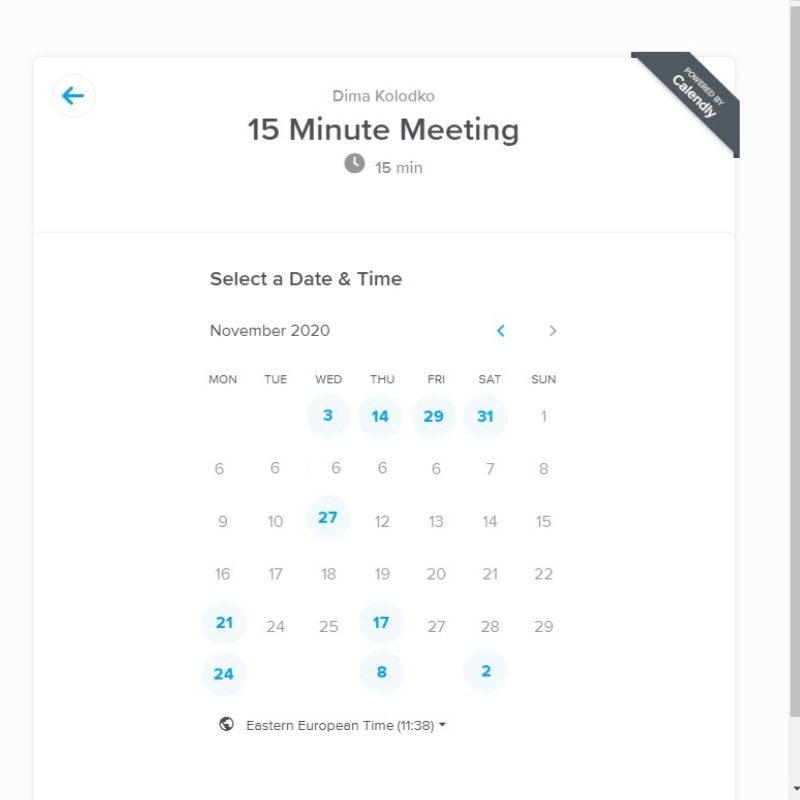 Dima Kolodko
15 Minute Meeting
15 min
POWERED BY
Calendly
Select a Date & Time
November 2020
MON TUE WED THU FRI SAT SUN
3 14 29 31 1
6 6 6 6 6 7 8
9 10 27 12 13 14 15
16 17 18 19 20 21 22
21 24 25 17 27 28 29
24 8 2
Eastern European Time (11:38)